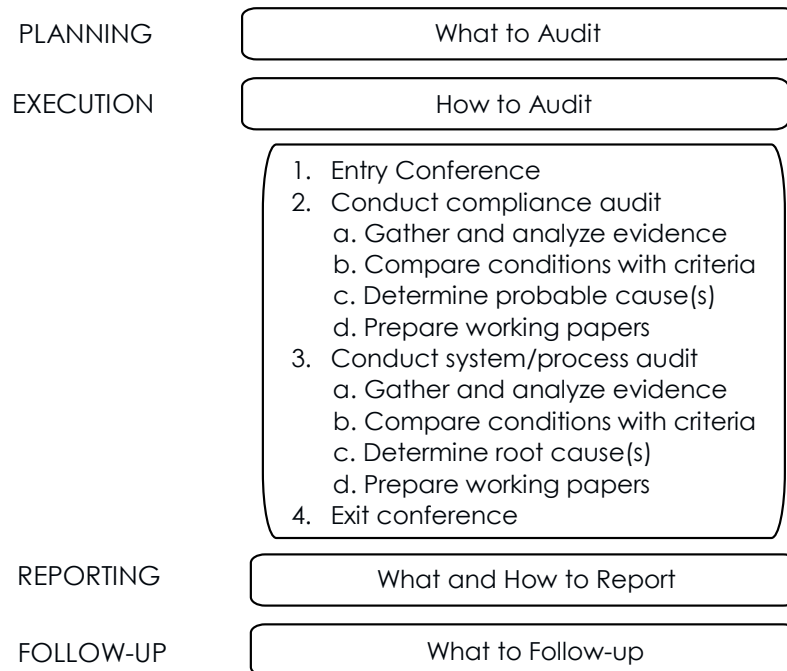 PLANNING What to Audit
EXECUTION How to Audit
1. Entry Conference
2. Conduct compliance audit
a. Gather and analyze evidence
b. Compare conditions with criteria
c. Determine probable cause(s)
d. Prepare working papers
3. Conduct system/process audit
a. Gather and analyze evidence
b. Compare conditions with criteria
c. Determine root cause(s)
d. Prepare working papers
4. Exit conference
REPORTING What and How to Report
FOLLOW-UP What to Follow-up